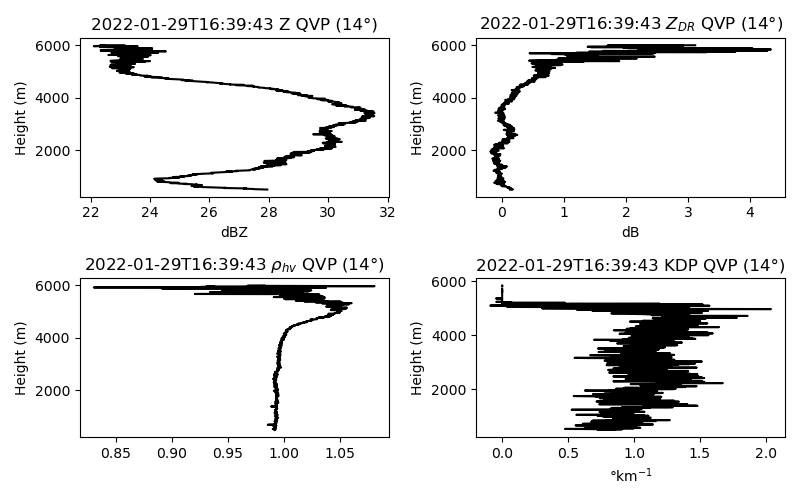 2022-01-29T16:39:43 Z QVP (14°)
6000
4000
2000
Height (m)
22 24 26 28 30 32
dBZ
2022-01-29T16:39:43 Z_DR QVP (14°)
6000
4000
2000
Height (m)
0 1 2 3 4
dB
2022-01-29T16:39:43 ρ_hv QVP (14°)
6000
4000
2000
Height (m)
0.85 0.90 0.95 1.00 1.05
2022-01-29T16:39:43 KDP QVP (14°)
6000
4000
2000
Height (m)
0.0 0.5 1.0 1.5 2.0
°km⁻¹